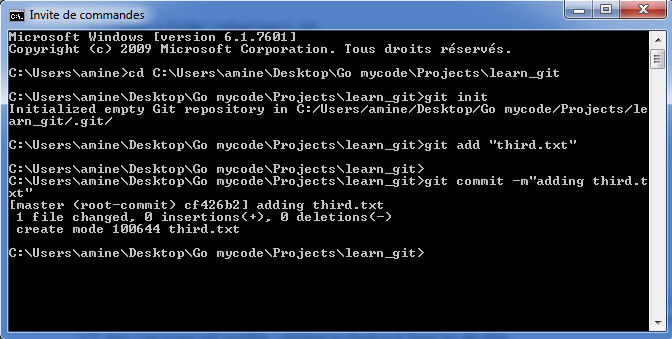 Invite de commandes
Microsoft Windows [version 6.1.7601]
Copyright (c) 2009 Microsoft Corporation. Tous droits réservés.
C:\Users\amine>cd C:\Users\amine\Desktop\Go mycode\Projects\learn_git
C:\Users\amine\Desktop\Go mycode\Projects\learn_git>git init
Initialized empty Git repository in C:/Users/amine/Desktop/Go mycode/Projects/le
arn_git/.git/
C:\Users\amine\Desktop\Go mycode\Projects\learn_git>git add "third.txt"
C:\Users\amine\Desktop\Go mycode\Projects\learn_git>
C:\Users\amine\Desktop\Go mycode\Projects\learn_git>git commit -m"adding third.t
xt"
[master (root-commit) cf426b2] adding third.txt
 1 file changed, 0 insertions(+), 0 deletions(-)
 create mode 100644 third.txt
C:\Users\amine\Desktop\Go mycode\Projects\learn_git>